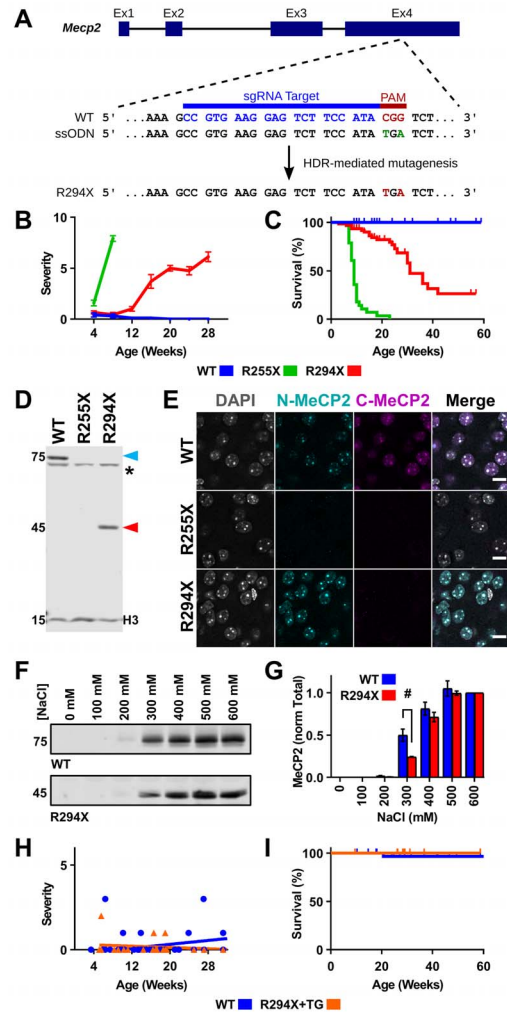 A
Ex1 Ex2 Ex3 Ex4
Mecp2
sgRNA Target PAM
WT 5' ...AAA GCC GTG AAG GAG TCT TCC ATA CGG TCT... 3'
ssODN 5' ...AAA GCC GTG AAG GAG TCT TCC ATA TGA TCT... 3'
HDR-mediated mutagenesis
R294X 5' ...AAA GCC GTG AAG GAG TCT TCC ATA TGA TCT... 3'
B
10
5
0
Severity
4 12 20 28
Age (Weeks)
C
100
50
0
Survival (%)
0 20 40 60
Age (Weeks)
WT R255X R294X
D
WT R255X R294X
75
*
45
15 H3
E
DAPI N-MeCP2 C-MeCP2 Merge
WT
R255X
R294X
F
[NaCl] 0 mM 100 mM 200 mM 300 mM 400 mM 500 mM 600 mM
75
WT
45
R294X
G
WT
R294X
#
MeCP2 (norm Total)
1.0
0.5
0.0
0 100 200 300 400 500 600
NaCl (mM)
H
5
0
Severity
4 12 20 28
Age (Weeks)
I
100
50
0
Survival (%)
0 20 40 60
Age (Weeks)
WT R294X+TG